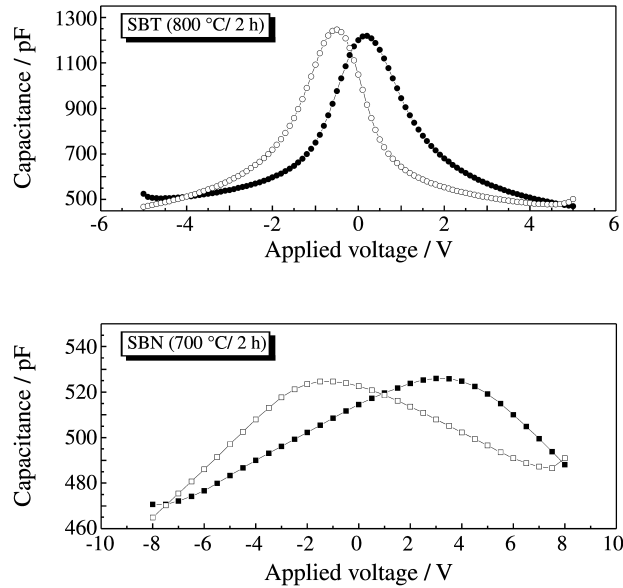 SBT (800 °C/ 2 h)
Capacitance / pF
1300
1100
900
700
500
-6 -4 -2 0 2 4 6
Applied voltage / V
SBN (700 °C/ 2 h)
Capacitance / pF
540
520
500
480
460
-10 -8 -6 -4 -2 0 2 4 6 8 10
Applied voltage / V